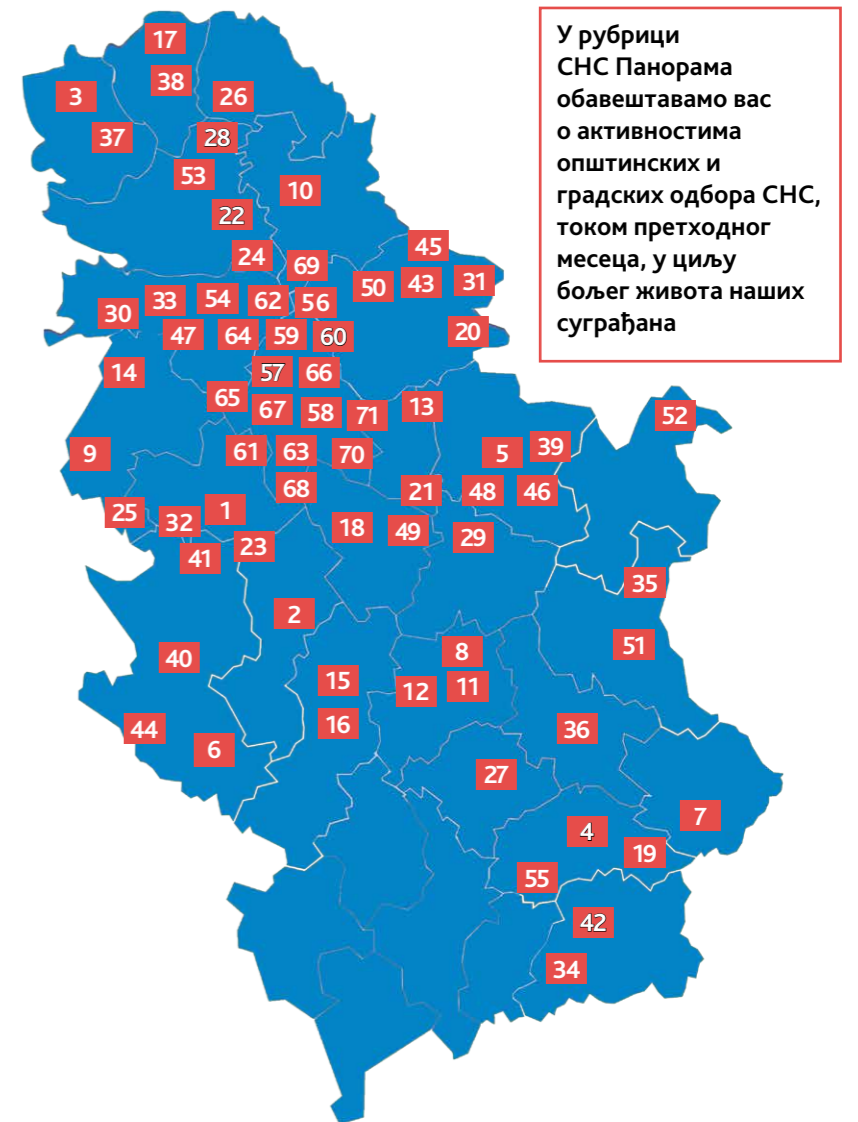 У рубрици
СНС Панорама
обавештавамо вас
о активностима
општинских и
градских одбора СНС,
током претходног
месеца, у циљу
бољег живота наших
суграђана
17
3 38 26
37 28
53 10
22
24 69 45
50 43 31
30 33 54 62 56
47 64 59 60 20
14 57 66
65 67 58 71 13 52
9 61 63 70 5 39
68 21 48 46
25 32 1 18 49 29
41 23
35
2
51
40 15 12 8 11
44 6 16 36
27
7
4 19
55
42
34